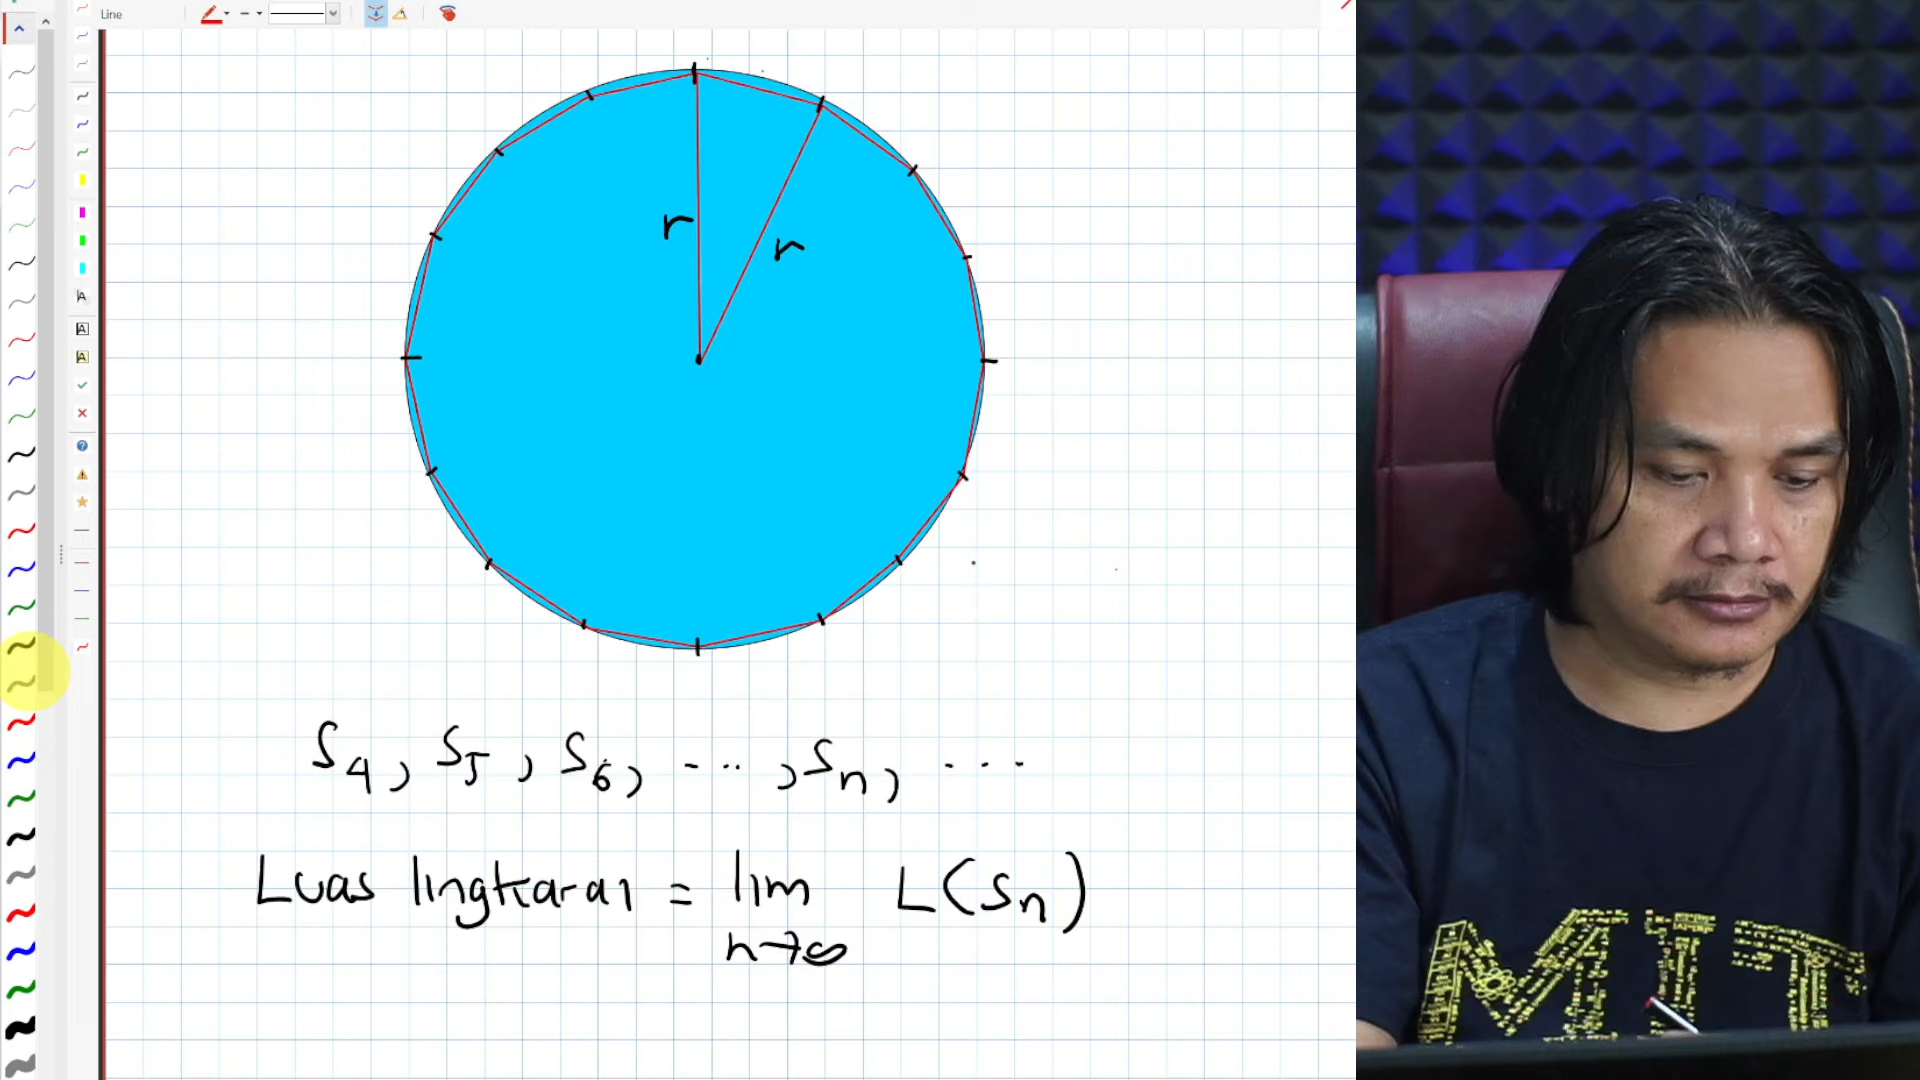 Line
r
r
S4, S5, S6, ..., Sn, ...
Luas lingkaran = lim L(Sn)
n→∞
MIT